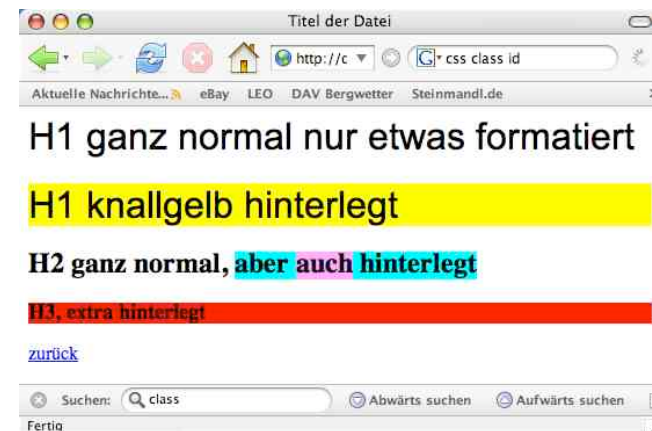 Titel der Datei
http://c G css class id
Aktuelle Nachrichte... eBay LEO DAV Bergwetter Steinmandl.de
H1 ganz normal nur etwas formatiert
H1 knallgelb hinterlegt
H2 ganz normal, aber auch hinterlegt
H3, extra hinterlegt
zurück
Suchen: class Abwärts suchen Aufwärts suchen
Fertig